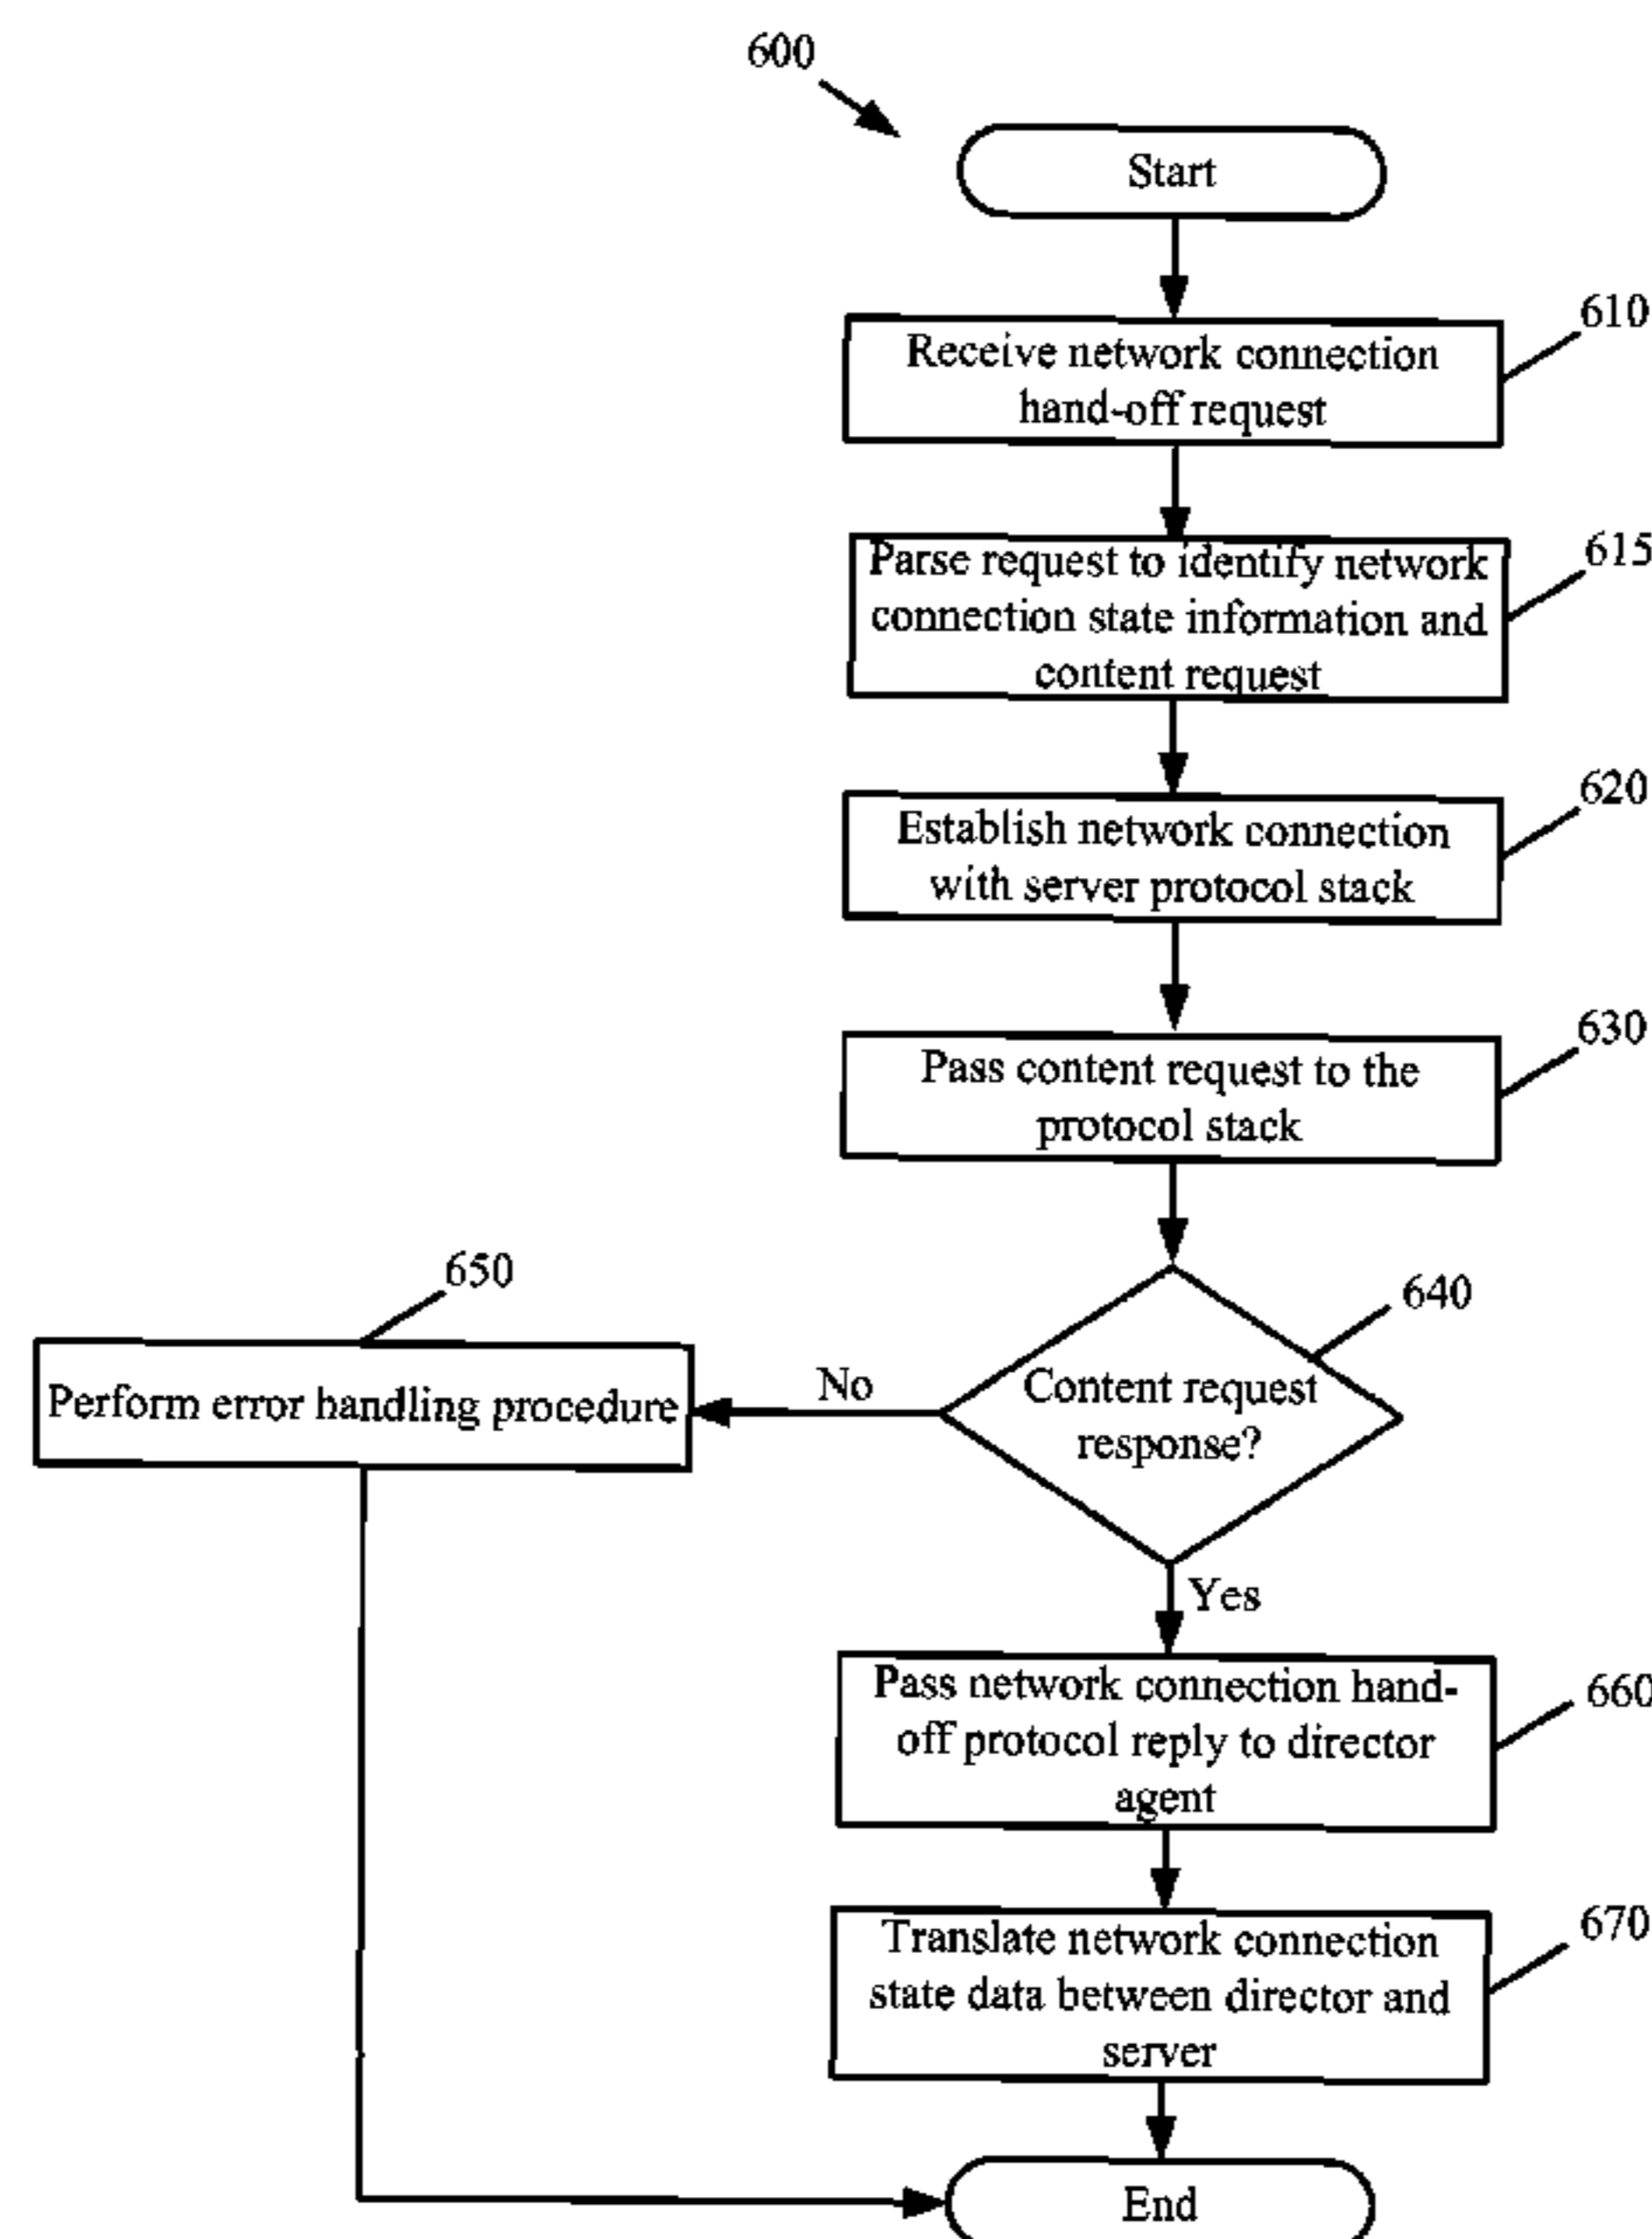 600
Start
610
Receive network connection
hand-off request
615
Parse request to identify network
connection state information and
content request
620
Establish network connection
with server protocol stack
630
Pass content request to the
protocol stack
640
Content request
response?
No
650
Perform error handling procedure
Yes
660
Pass network connection hand-
off protocol reply to director
agent
670
Translate network connection
state data between director and
server
End